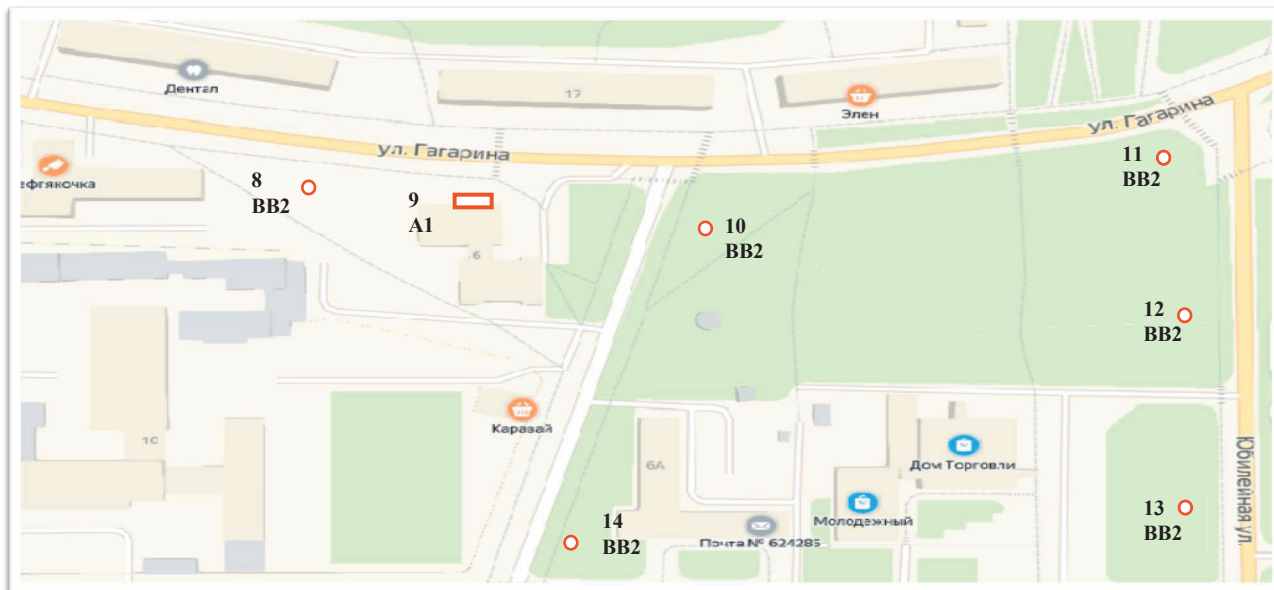 Дентал
17
Элен
ул. Гагарина
ул. Гагарина
ефтяночка
8
ВВ2
9
А1
6
10
ВВ2
11
ВВ2
12
ВВ2
1С
Каравай
6А
Дом Торговли
Молодежный
Почта № 624285
Юбилейная ул.
13
ВВ2
14
ВВ2